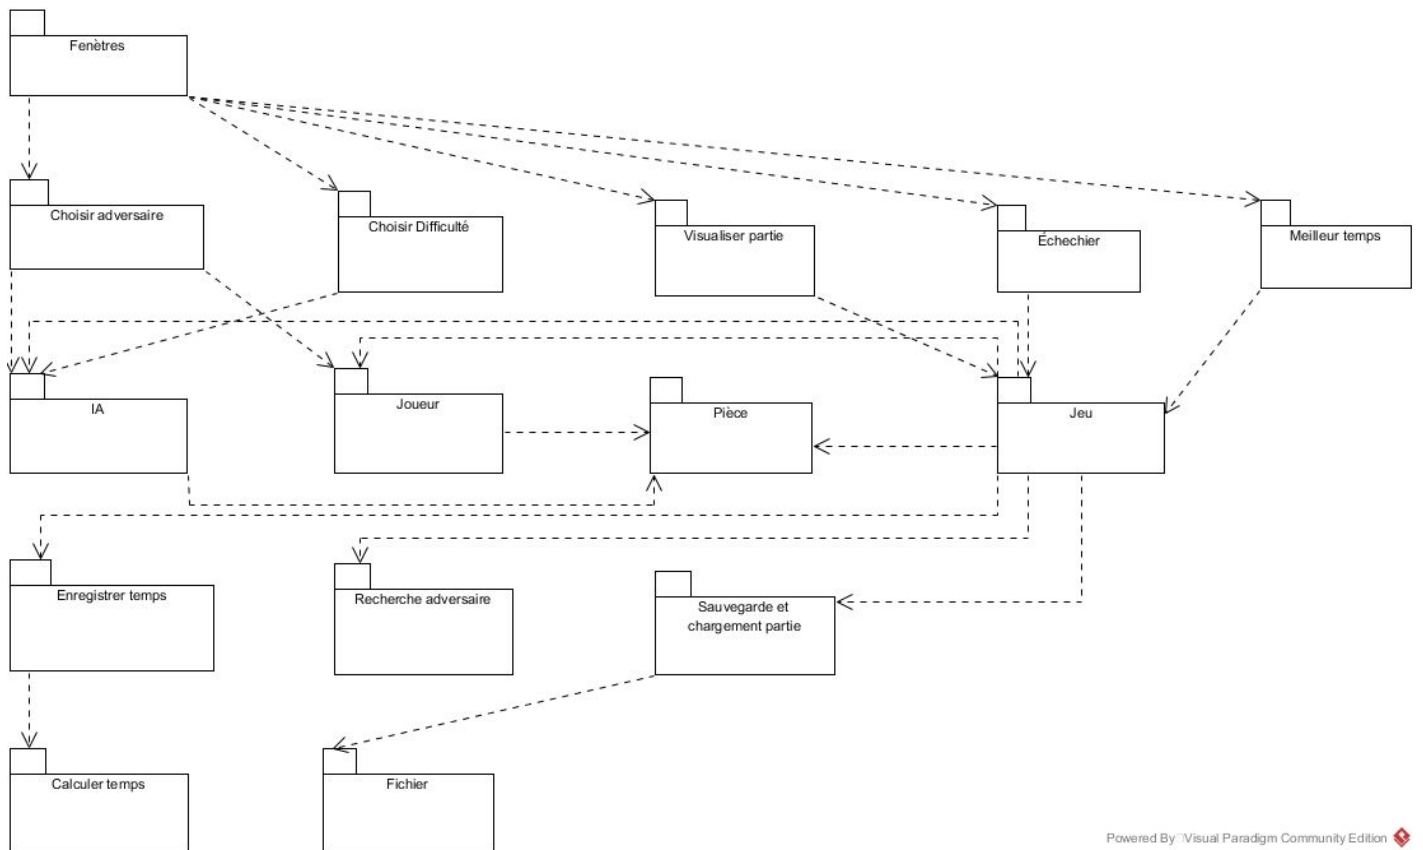 Fenètres
Choisir adversaire
Choisir Difficulté
Visualiser partie
Échechier
Meilleur temps
IA
Joueur
Pièce
Jeu
Enregistrer temps
Recherche adversaire
Sauvegarde et
chargement partie
Calculer temps
Fichier
Powered By Visual Paradigm Community Edition